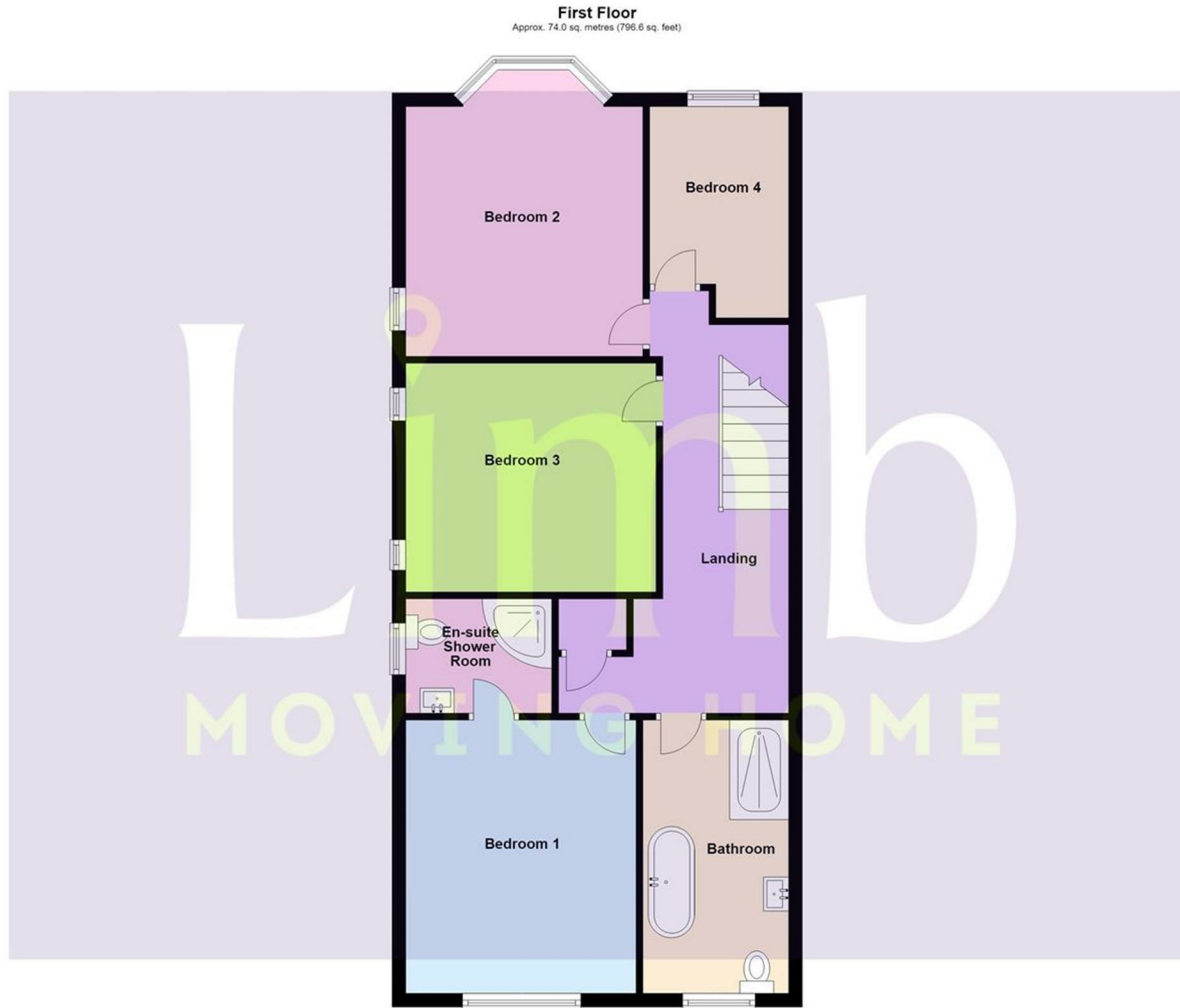 First Floor
Approx. 74.0 sq. metres (796.6 sq. feet)
Bedroom 4
Bedroom 2
Bedroom 3
Landing
En-suite
Shower
Room
Bedroom 1
Bathroom
Limb
MOVING HOME